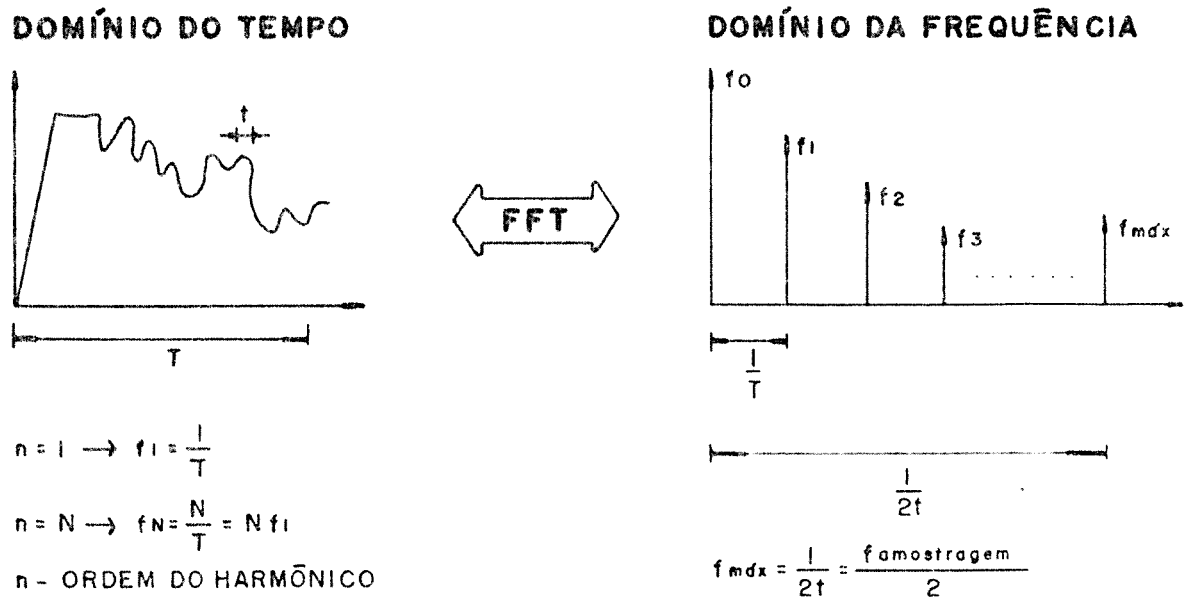 DOMÍNIO DO TEMPO
t
T
n = 1 → f1 = 1/T
n = N → fN = N/T = N f1
n - ORDEM DO HARMÔNICO
FFT
DOMÍNIO DA FREQUÊNCIA
f0
f1
f2
f3
.......
fmáx
1/T
1/2t
fmáx = 1/2t = famostragem/2